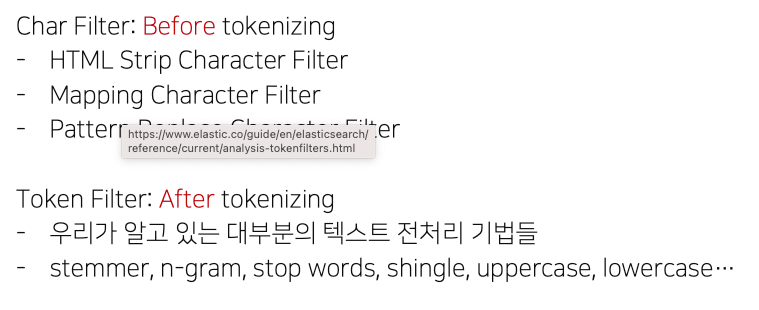 Char Filter: Before tokenizing
- HTML Strip Character Filter
- Mapping Character Filter
- Pattern Replace Character Filter
https://www.elastic.co/guide/en/elasticsearch/
reference/current/analysis-tokenfilters.html
Token Filter: After tokenizing
- 우리가 알고 있는 대부분의 텍스트 전처리 기법들
- stemmer, n-gram, stop words, shingle, uppercase, lowercase…